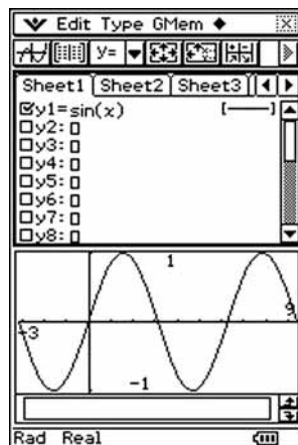 Edit Type GMem ◆
y=
Sheet1 Sheet2 Sheet3
y1=sin(x) [——]
y2:
y3:
y4:
y5:
y6:
y7:
y8:
1
9
-3
-1
Rad Real